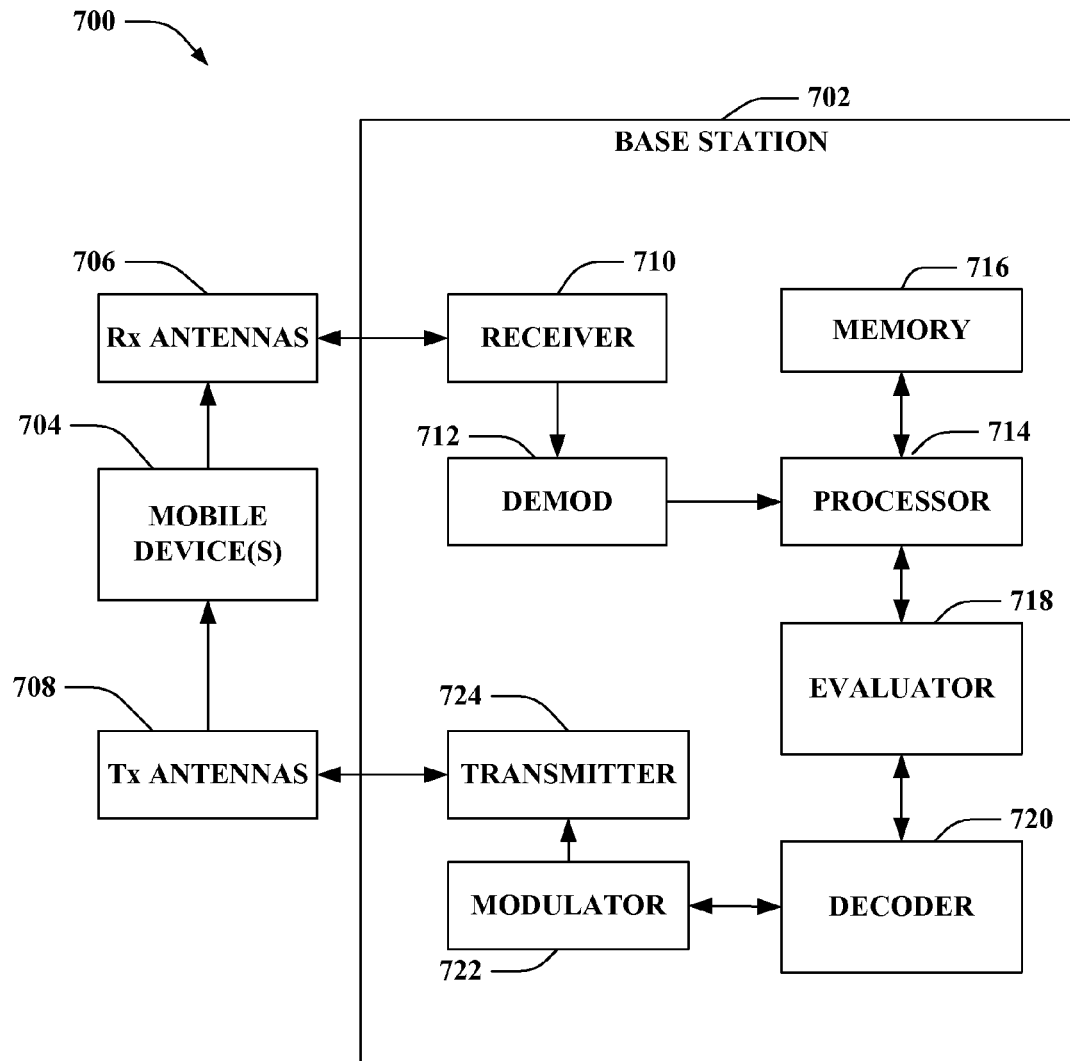 700
702
BASE STATION
706
710
716
Rx ANTENNAS
RECEIVER
MEMORY
704
712
714
MOBILE
DEVICE(S)
DEMOD
PROCESSOR
718
708
724
EVALUATOR
Tx ANTENNAS
TRANSMITTER
720
MODULATOR
DECODER
722